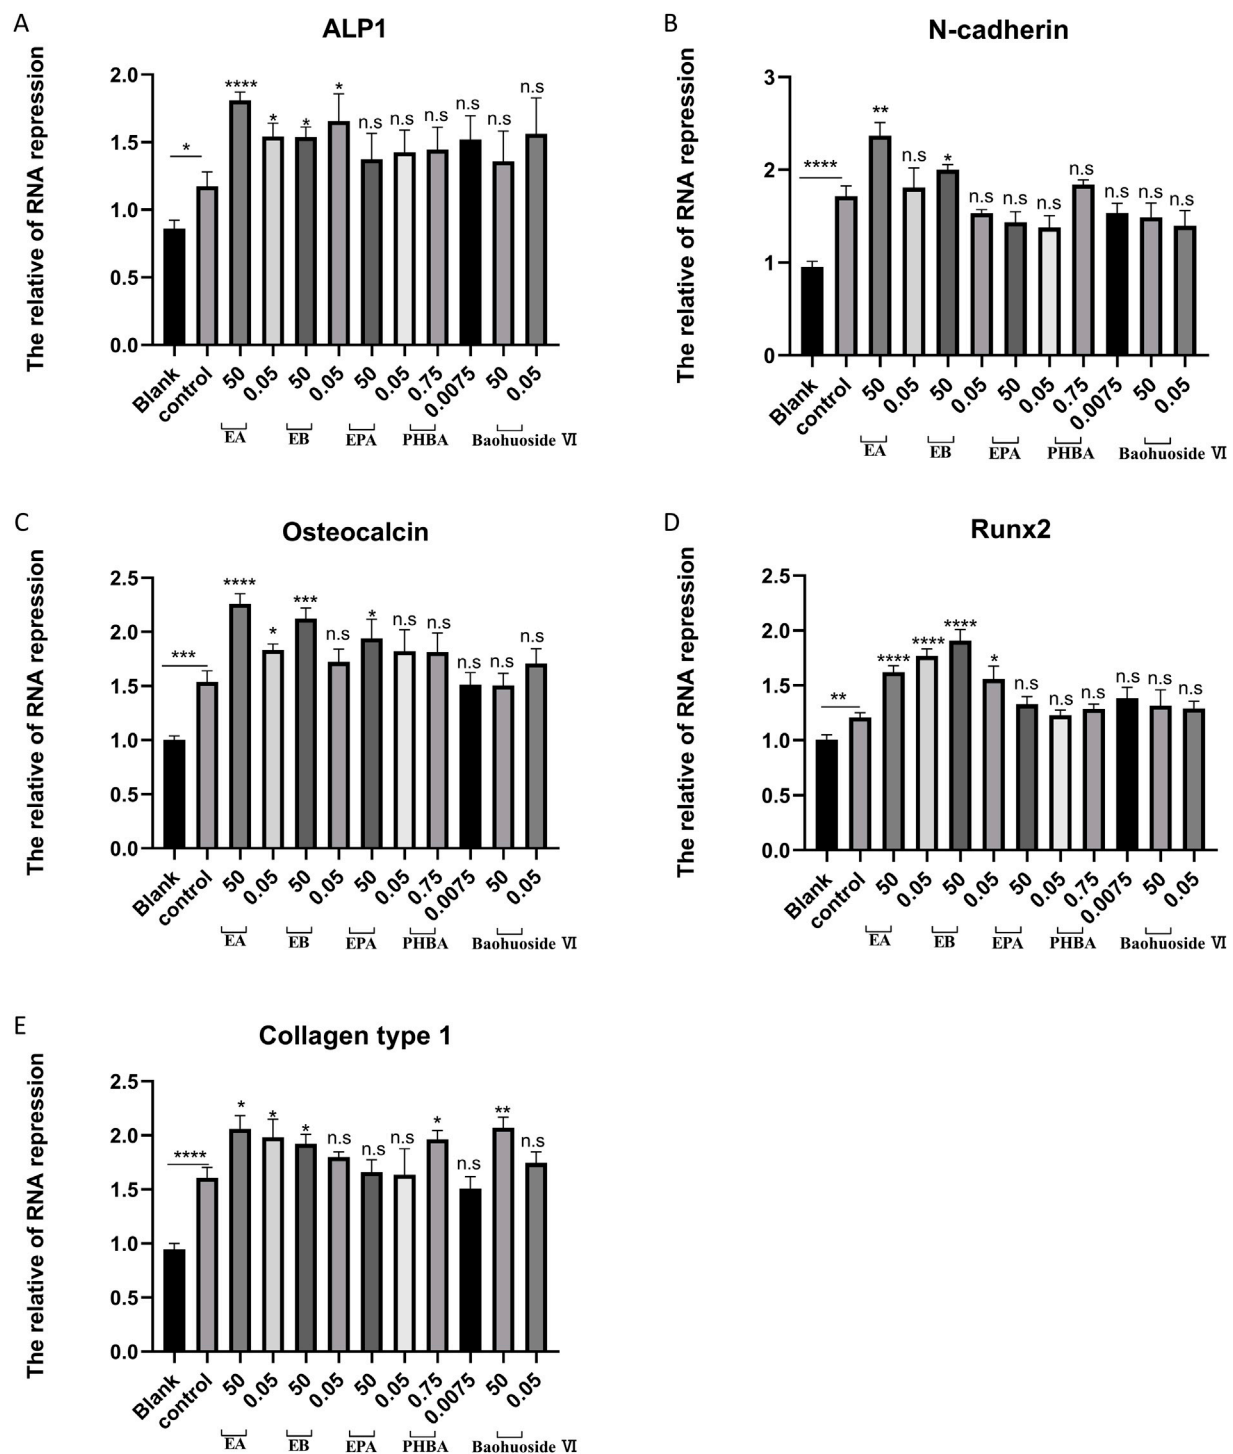 A
ALP1
The relative of RNA repression
2.0
1.5
1.0
0.5
0.0
*
****
*
*
*
n.s
n.s
n.s
n.s
n.s
n.s
Blank
control
50
0.05
50
0.05
50
0.05
0.75
0.0075
50
0.05
EA
EB
EPA
PHBA
Baohuoside Ⅵ
B
N-cadherin
The relative of RNA repression
3
2
1
0
****
**
n.s
*
n.s
n.s
n.s
n.s
n.s
n.s
n.s
Blank
control
50
0.05
50
0.05
50
0.05
0.75
0.0075
50
0.05
EA
EB
EPA
PHBA
Baohuoside Ⅵ
C
Osteocalcin
The relative of RNA repression
2.5
2.0
1.5
1.0
0.5
0.0
***
****
*
***
n.s
*
n.s
n.s
n.s
n.s
n.s
Blank
control
50
0.05
50
0.05
50
0.05
0.75
0.0075
50
0.05
EA
EB
EPA
PHBA
Baohuoside Ⅵ
D
Runx2
The relative of RNA repression
2.5
2.0
1.5
1.0
0.5
0.0
**
****
****
****
*
n.s
n.s
n.s
n.s
n.s
n.s
Blank
control
50
0.05
50
0.05
50
0.05
0.75
0.0075
50
0.05
EA
EB
EPA
PHBA
Baohuoside Ⅵ
E
Collagen type 1
The relative of RNA repression
2.5
2.0
1.5
1.0
0.5
0.0
****
*
*
*
n.s
n.s
n.s
*
n.s
**
n.s
Blank
control
50
0.05
50
0.05
50
0.05
0.75
0.0075
50
0.05
EA
EB
EPA
PHBA
Baohuoside Ⅵ